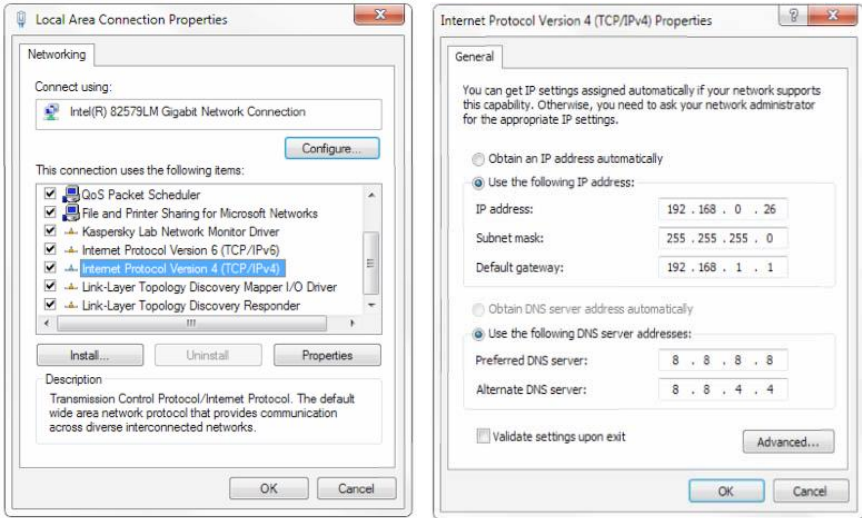 Local Area Connection Properties
Networking
Connect using:
Intel(R) 82579LM Gigabit Network Connection
Configure...
This connection uses the following items:
QoS Packet Scheduler
File and Printer Sharing for Microsoft Networks
Kaspersky Lab Network Monitor Driver
Internet Protocol Version 6 (TCP/IPv6)
Internet Protocol Version 4 (TCP/IPv4)
Link-Layer Topology Discovery Mapper I/O Driver
Link-Layer Topology Discovery Responder
Install...
Uninstall
Properties
Description
Transmission Control Protocol/Internet Protocol. The default
wide area network protocol that provides communication
across diverse interconnected networks.
OK
Cancel
Internet Protocol Version 4 (TCP/IPv4) Properties
General
You can get IP settings assigned automatically if your network supports
this capability. Otherwise, you need to ask your network administrator
for the appropriate IP settings.
Obtain an IP address automatically
Use the following IP address:
IP address: 192 . 168 . 0 . 26
Subnet mask: 255 . 255 . 255 . 0
Default gateway: 192 . 168 . 1 . 1
Obtain DNS server address automatically
Use the following DNS server addresses:
Preferred DNS server: 8 . 8 . 8 . 8
Alternate DNS server: 8 . 8 . 4 . 4
Validate settings upon exit
Advanced...
OK
Cancel